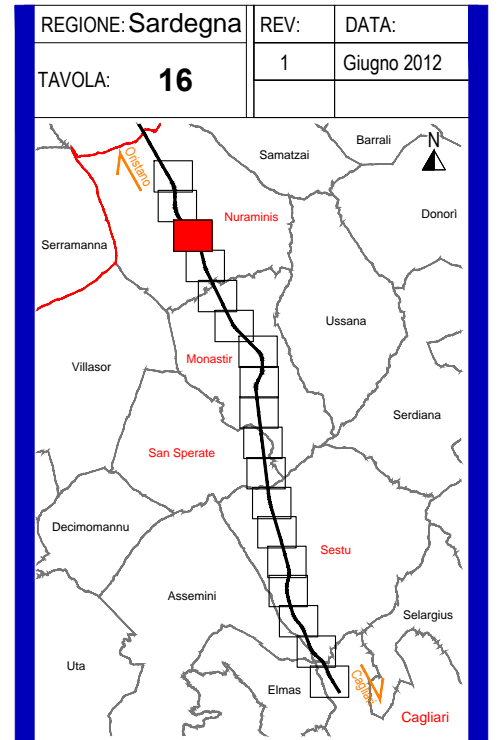 REGIONE: Sardegna
REV:
DATA:
TAVOLA: 16
1
Giugno 2012
Barrali
N
Samatzai
Oristano
Nuraminis
Donorì
Serramanna
Ussana
Monastir
Villasor
Serdiana
San Sperate
Decimomannu
Sestu
Assemini
Selargius
Uta
Elmas
Cagliari
Cagliari